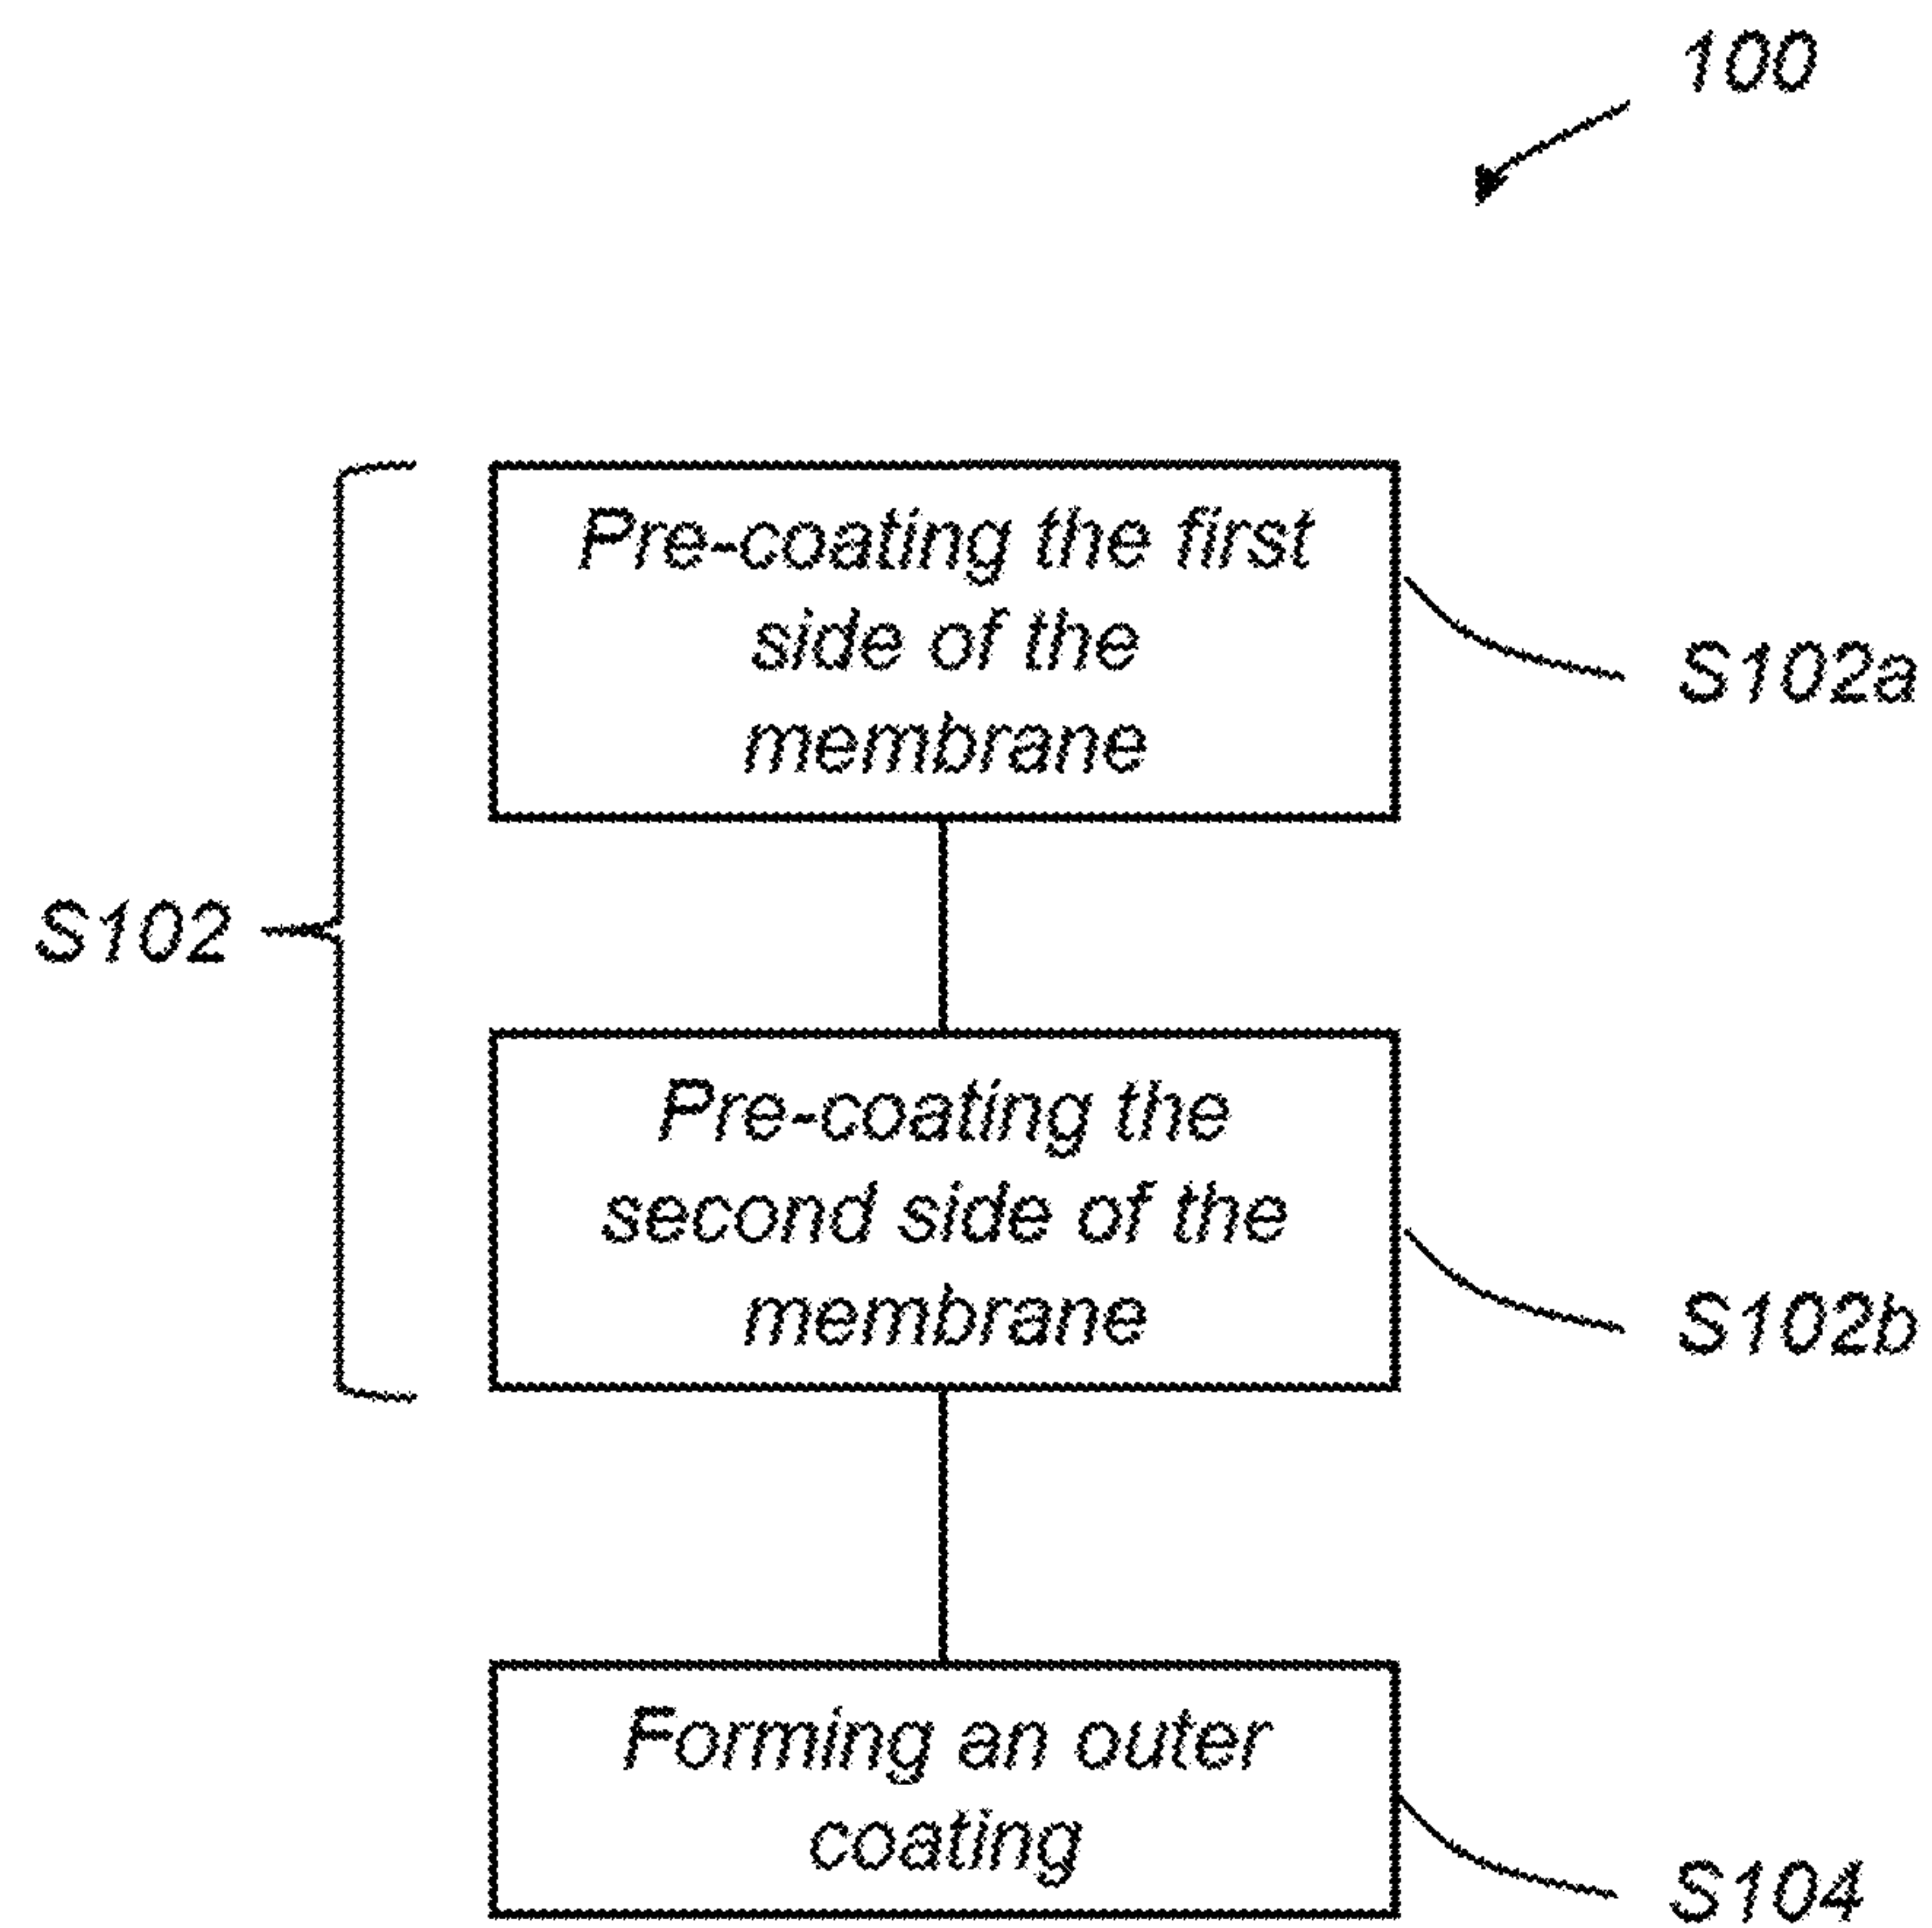 100
Pre-coating the first
side of the
membrane
S102a
S102
Pre-coating the
second side of the
membrane
S102b
Forming an outer
coating
S104